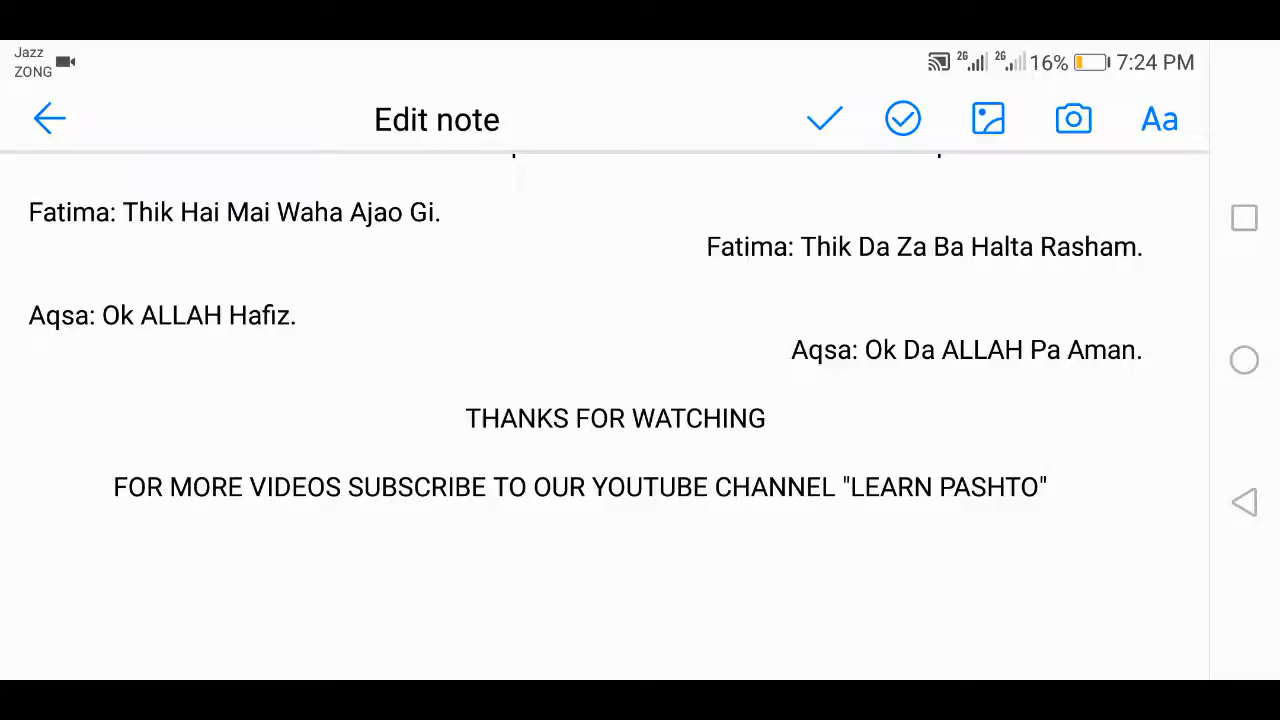 Jazz
ZONG
2G 2G 16% 7:24 PM
Edit note
Aa
Fatima: Thik Hai Mai Waha Ajao Gi.
Fatima: Thik Da Za Ba Halta Rasham.
Aqsa: Ok ALLAH Hafiz.
Aqsa: Ok Da ALLAH Pa Aman.
THANKS FOR WATCHING
FOR MORE VIDEOS SUBSCRIBE TO OUR YOUTUBE CHANNEL "LEARN PASHTO"